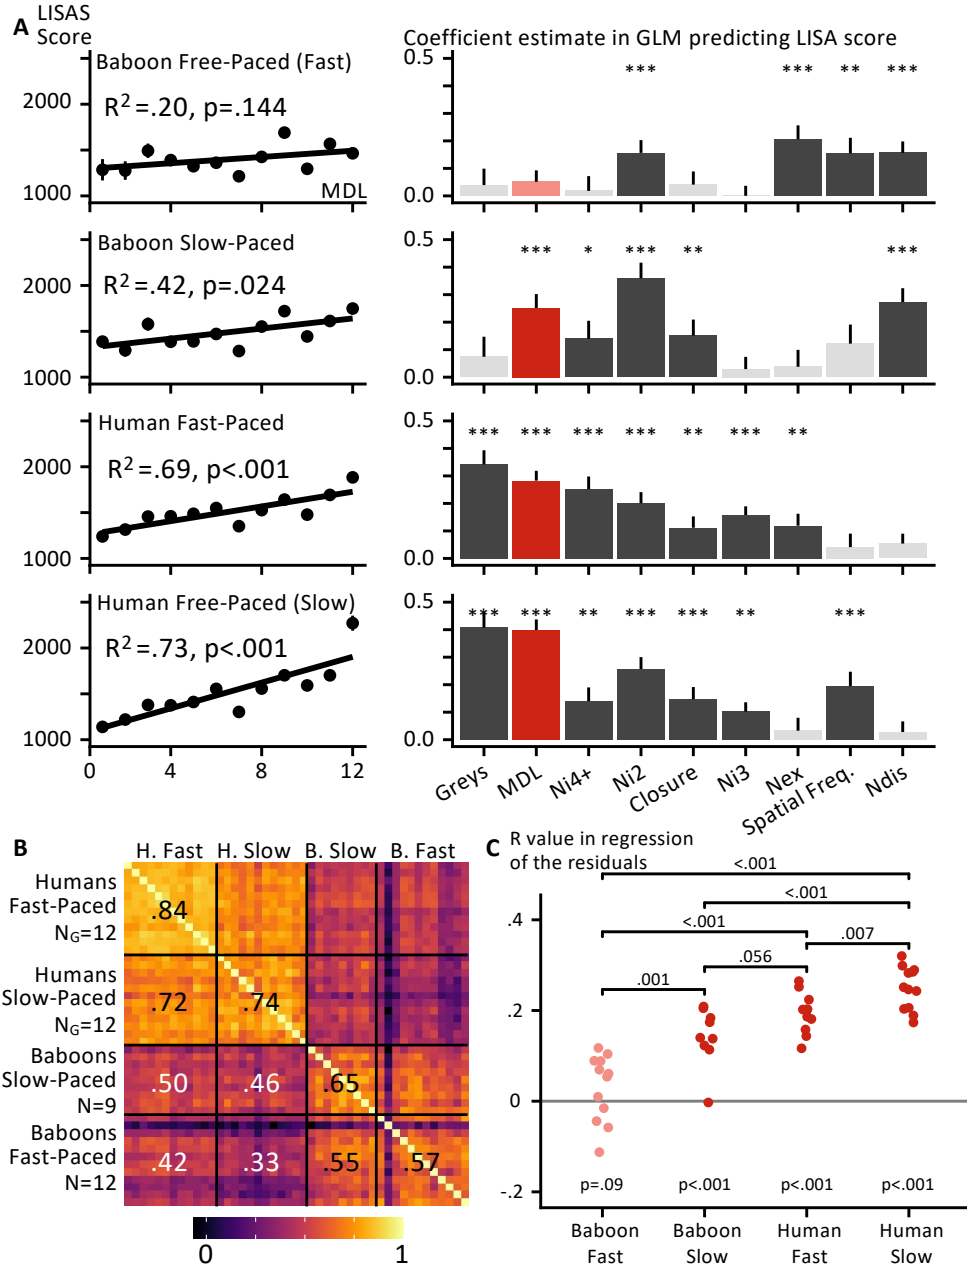 A
LISAS
Score
Coefficient estimate in GLM predicting LISA score
Baboon Free-Paced (Fast)
R²=.20, p=.144
2000
1000
MDL
0.5
0.0
*** *** ** ***
Baboon Slow-Paced
R²=.42, p=.024
2000
1000
0.5
0.0
*** * *** ** ***
Human Fast-Paced
R²=.69, p<.001
2000
1000
0.5
0.0
*** *** *** *** ** *** **
Human Free-Paced (Slow)
R²=.73, p<.001
2000
1000
0 4 8 12
0.5
0.0
*** *** ** *** *** ** ***
Greys MDL Ni4+ Ni2 Closure Ni3 Nex Spatial Freq. Ndis
B
H. Fast H. Slow B. Slow B. Fast
Humans
Fast-Paced
NG=12
.84
Humans
Slow-Paced
NG=12
.72 .74
Baboons
Slow-Paced
N=9
.50 .46 .65
Baboons
Fast-Paced
N=12
.42 .33 .55 .57
0 1
C
R value in regression
of the residuals
<.001
<.001
<.001
.007
.056
.001
.4
.2
0
-.2
p=.09 p<.001 p<.001 p<.001
Baboon Baboon Human Human
Fast Slow Fast Slow